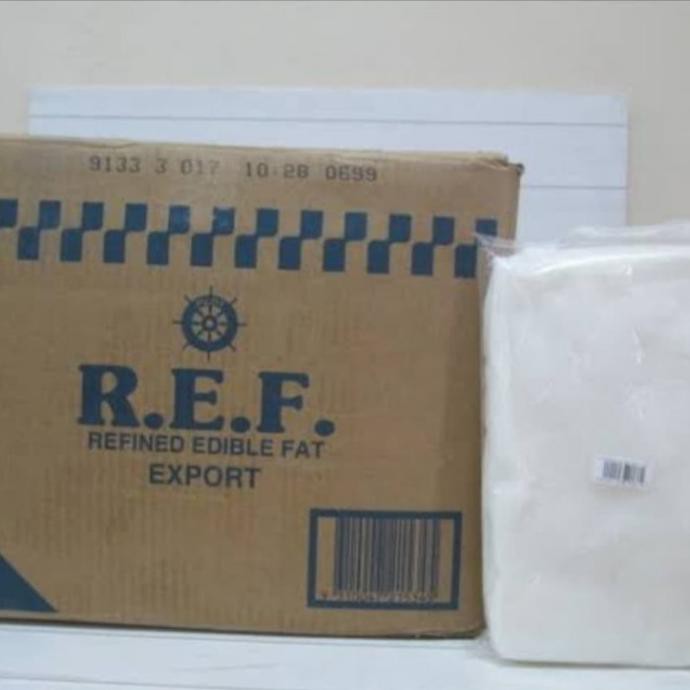 9133 3 017 10:28 0699
R.E.F.
REFINED EDIBLE FAT
EXPORT